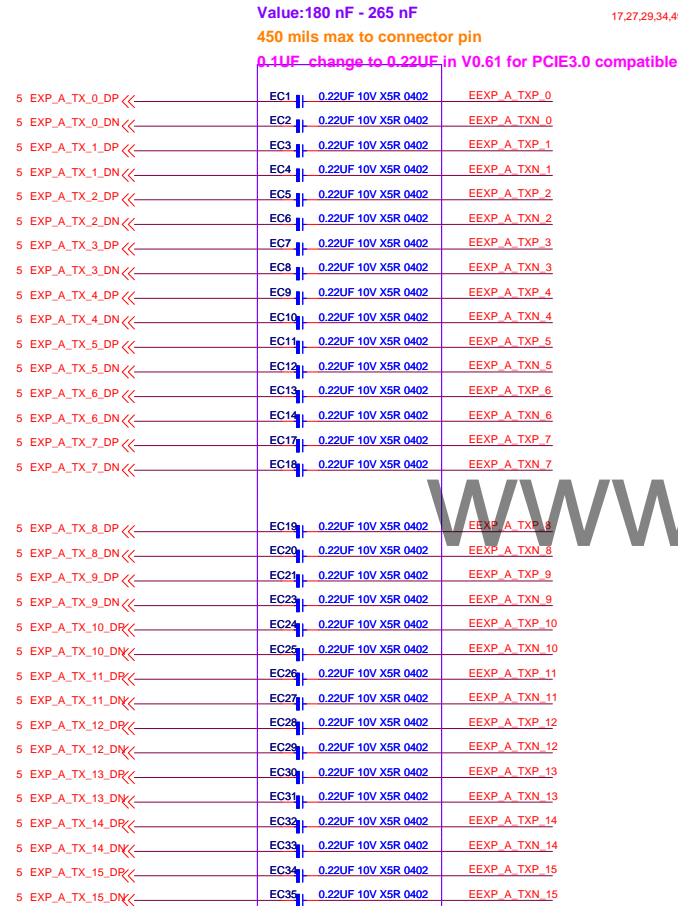 Value:180 nF - 265 nF
17,27,29,34,4
450 mils max to connector pin
0.1UF change to 0.22UF in V0.61 for PCIE3.0 compatible
5 EXP_A_TX_0_DP EC1 0.22UF 10V X5R 0402 EEXP_A_TXP_0
5 EXP_A_TX_0_DN EC2 0.22UF 10V X5R 0402 EEXP_A_TXN_0
5 EXP_A_TX_1_DP EC3 0.22UF 10V X5R 0402 EEXP_A_TXP_1
5 EXP_A_TX_1_DN EC4 0.22UF 10V X5R 0402 EEXP_A_TXN_1
5 EXP_A_TX_2_DP EC5 0.22UF 10V X5R 0402 EEXP_A_TXP_2
5 EXP_A_TX_2_DN EC6 0.22UF 10V X5R 0402 EEXP_A_TXN_2
5 EXP_A_TX_3_DP EC7 0.22UF 10V X5R 0402 EEXP_A_TXP_3
5 EXP_A_TX_3_DN EC8 0.22UF 10V X5R 0402 EEXP_A_TXN_3
5 EXP_A_TX_4_DP EC9 0.22UF 10V X5R 0402 EEXP_A_TXP_4
5 EXP_A_TX_4_DN EC10 0.22UF 10V X5R 0402 EEXP_A_TXN_4
5 EXP_A_TX_5_DP EC11 0.22UF 10V X5R 0402 EEXP_A_TXP_5
5 EXP_A_TX_5_DN EC12 0.22UF 10V X5R 0402 EEXP_A_TXN_5
5 EXP_A_TX_6_DP EC13 0.22UF 10V X5R 0402 EEXP_A_TXP_6
5 EXP_A_TX_6_DN EC14 0.22UF 10V X5R 0402 EEXP_A_TXN_6
5 EXP_A_TX_7_DP EC17 0.22UF 10V X5R 0402 EEXP_A_TXP_7
5 EXP_A_TX_7_DN EC18 0.22UF 10V X5R 0402 EEXP_A_TXN_7
www
5 EXP_A_TX_8_DP EC19 0.22UF 10V X5R 0402 EEXP_A_TXP_8
5 EXP_A_TX_8_DN EC20 0.22UF 10V X5R 0402 EEXP_A_TXN_8
5 EXP_A_TX_9_DP EC21 0.22UF 10V X5R 0402 EEXP_A_TXP_9
5 EXP_A_TX_9_DN EC23 0.22UF 10V X5R 0402 EEXP_A_TXN_9
5 EXP_A_TX_10_DP EC24 0.22UF 10V X5R 0402 EEXP_A_TXP_10
5 EXP_A_TX_10_DN EC25 0.22UF 10V X5R 0402 EEXP_A_TXN_10
5 EXP_A_TX_11_DP EC26 0.22UF 10V X5R 0402 EEXP_A_TXP_11
5 EXP_A_TX_11_DN EC27 0.22UF 10V X5R 0402 EEXP_A_TXN_11
5 EXP_A_TX_12_DP EC28 0.22UF 10V X5R 0402 EEXP_A_TXP_12
5 EXP_A_TX_12_DN EC29 0.22UF 10V X5R 0402 EEXP_A_TXN_12
5 EXP_A_TX_13_DP EC30 0.22UF 10V X5R 0402 EEXP_A_TXP_13
5 EXP_A_TX_13_DN EC31 0.22UF 10V X5R 0402 EEXP_A_TXN_13
5 EXP_A_TX_14_DP EC32 0.22UF 10V X5R 0402 EEXP_A_TXP_14
5 EXP_A_TX_14_DN EC33 0.22UF 10V X5R 0402 EEXP_A_TXN_14
5 EXP_A_TX_15_DP EC34 0.22UF 10V X5R 0402 EEXP_A_TXP_15
5 EXP_A_TX_15_DN EC35 0.22UF 10V X5R 0402 EEXP_A_TXN_15